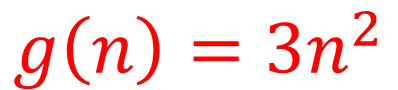 g(n) = 3n²